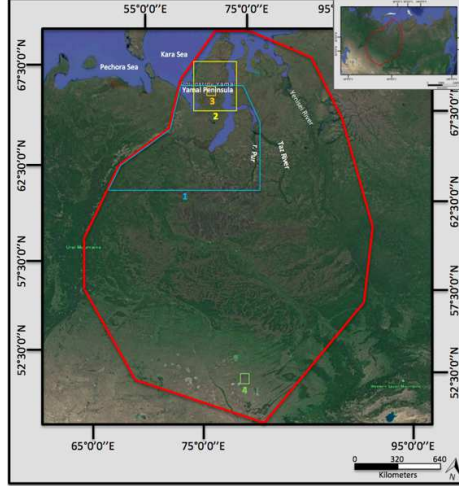 55°0'0"E
75°0'0"E
95°
67°30'0"N
62°30'0"N
57°30'0"N
52°30'0"N
Kara Sea
Pechora Sea
Yamal Peninsula
3
2
Yenisei River
Taz River
r. Pur
1
Ural Mountains
4
67°30'0"N
62°30'0"N
57°30'0"N
52°30'0"N
65°0'0"E
75°0'0"E
95°0'0"E
0 320 640
Kilometers
N